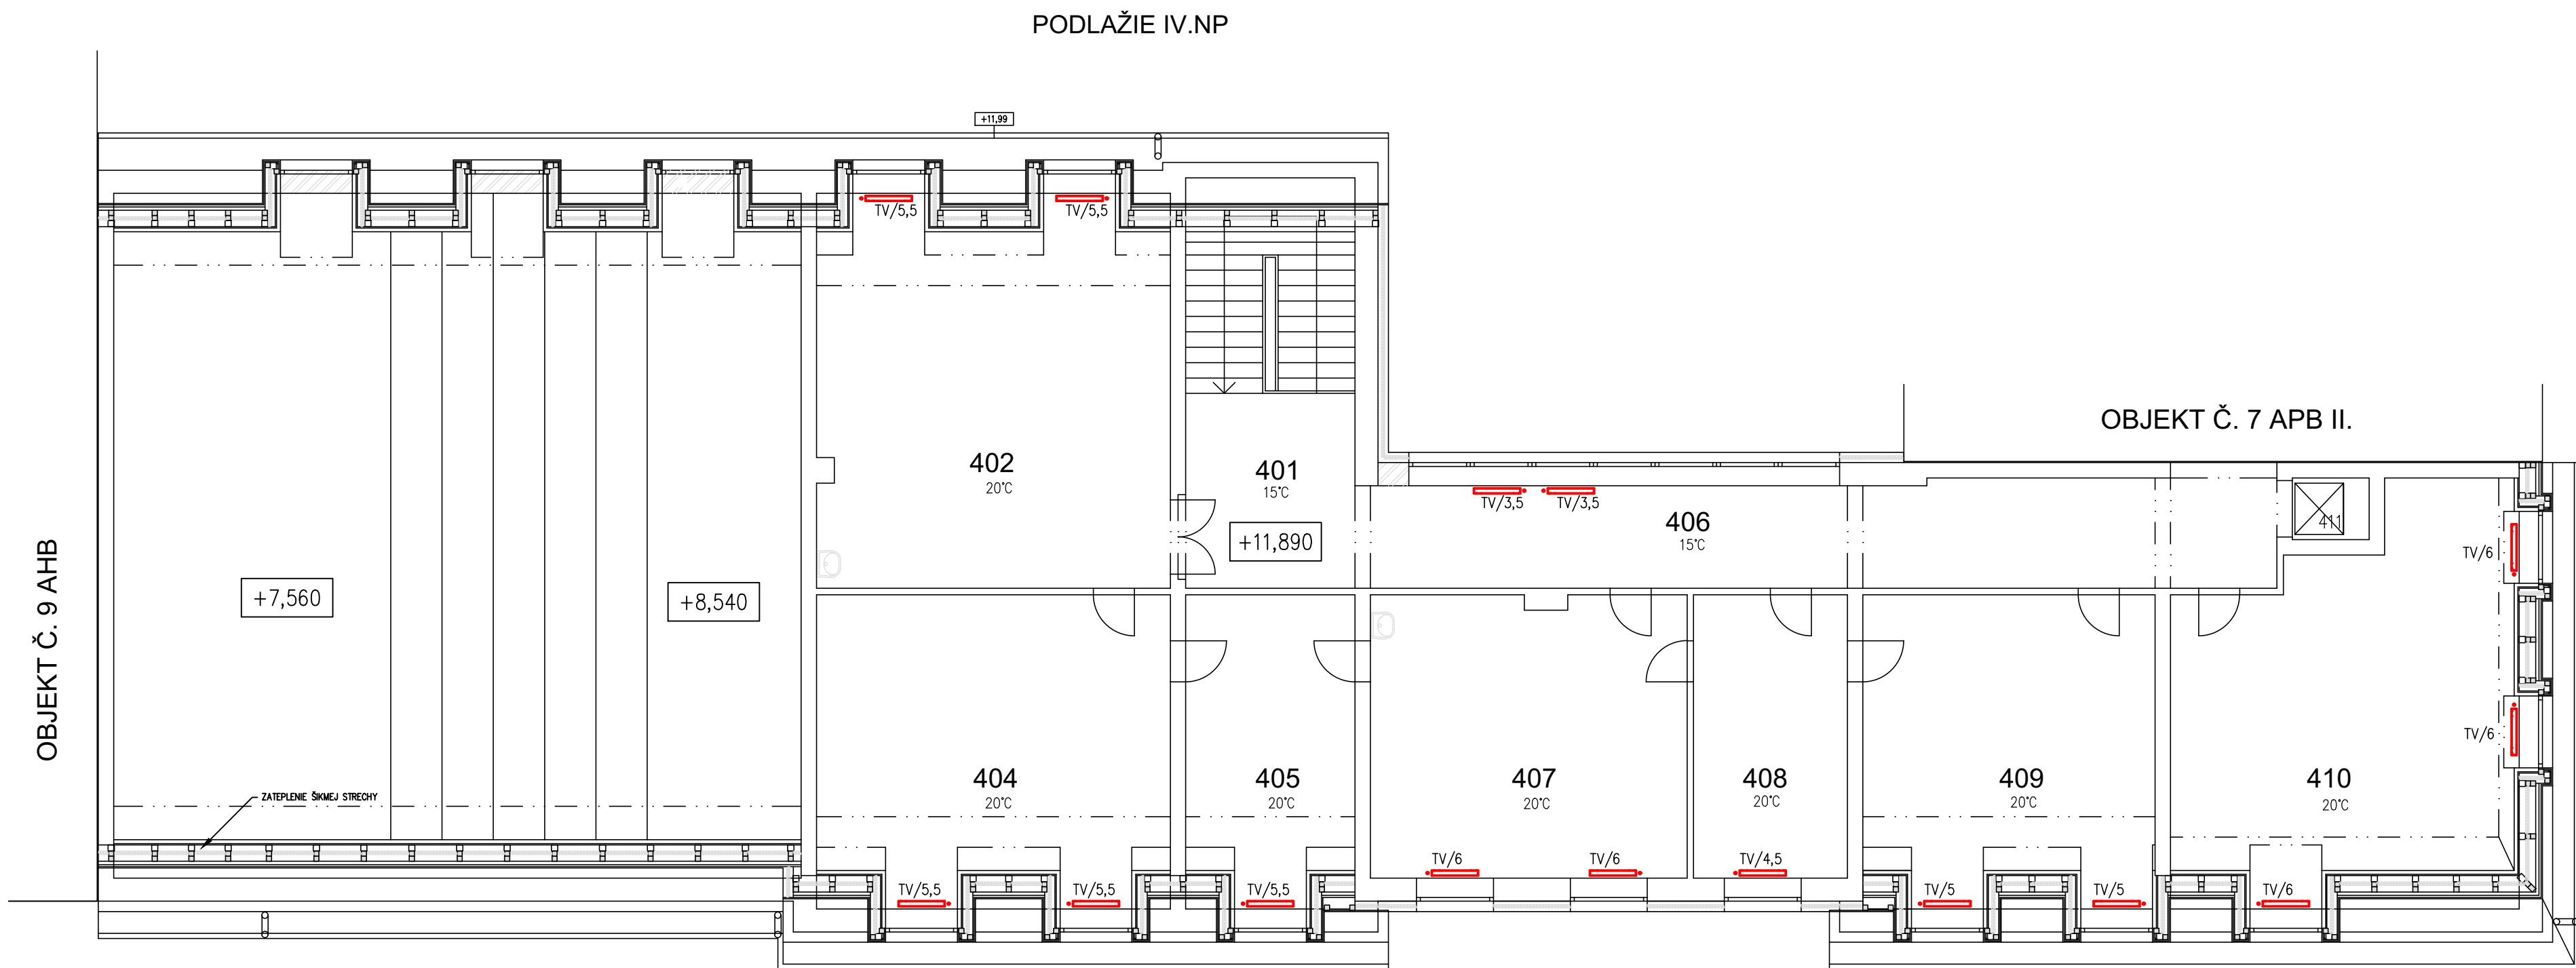 PODLAŽIE IV.NP
+11,99
TV/5,5
TV/5,5
OBJEKT Č. 7 APB II.
402
20°C
401
15°C
+11,890
TV/3,5
TV/3,5
406
15°C
411
TV/6
OBJEKT Č. 9 AHB
+7,560
+8,540
TV/6
ZATEPLENIE ŠIKMEJ STRECHY
404
20°C
405
20°C
407
20°C
408
20°C
409
20°C
410
20°C
TV/6
TV/6
TV/4,5
TV/5,5
TV/5,5
TV/5,5
TV/5
TV/5
TV/6